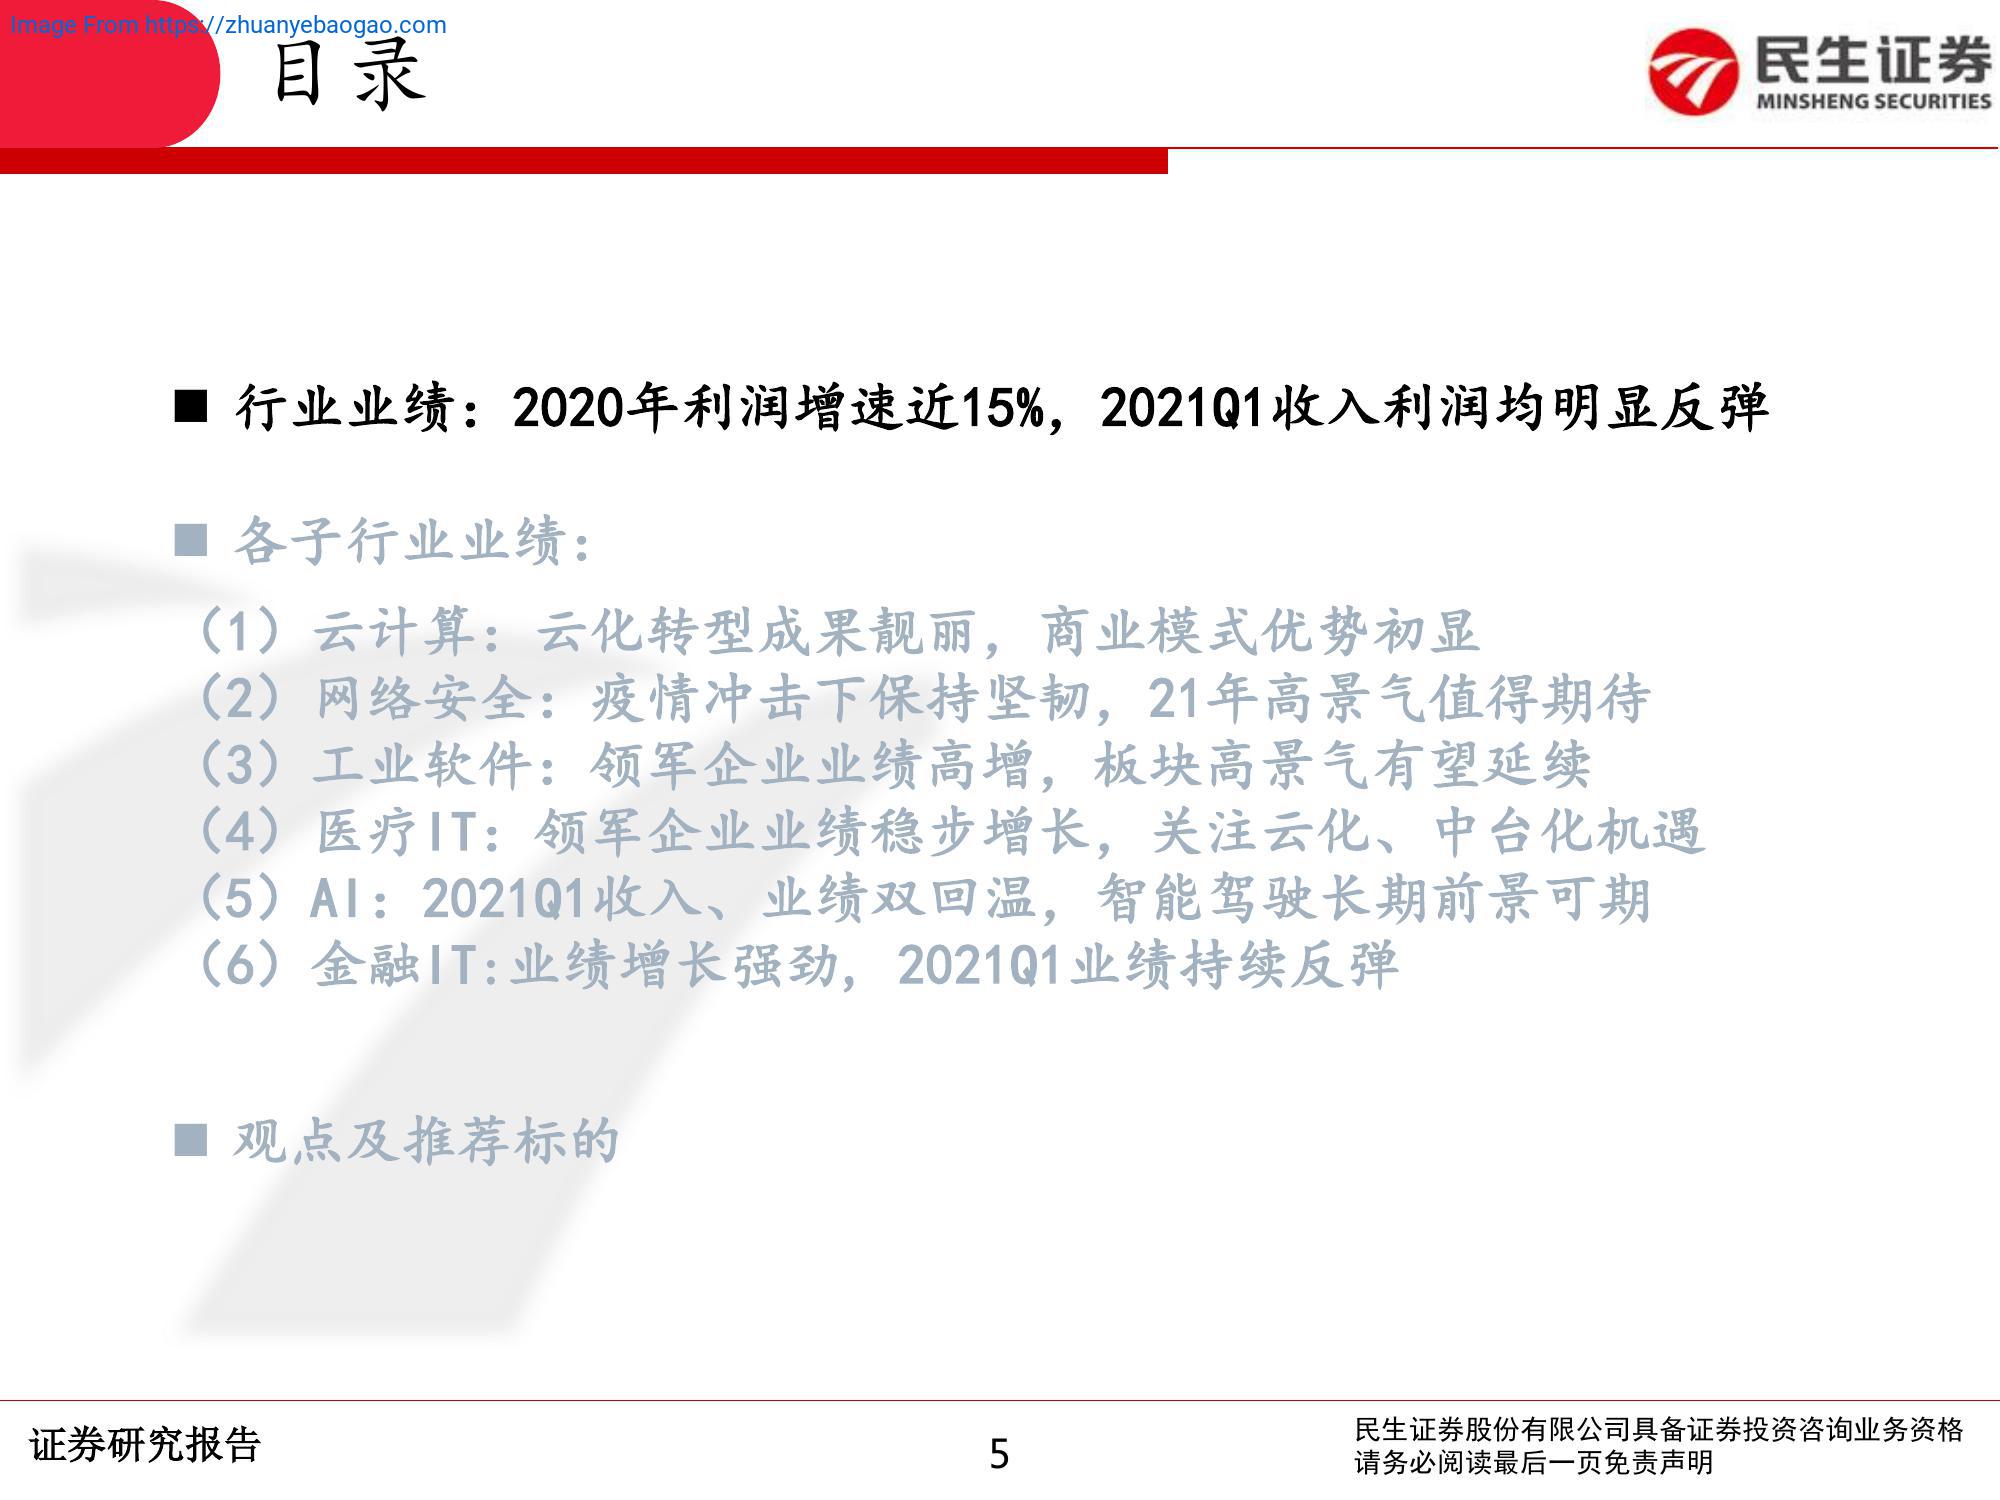 Image From https://zhuanyebaogao.com
目录
民生证券
MINSHENG SECURITIES
■ 行业业绩：2020年利润增速近15%，2021Q1收入利润均明显反弹
■ 各子行业业绩：
（1）云计算：云化转型成果靓丽，商业模式优势初显
（2）网络安全：疫情冲击下保持坚韧，21年高景气值得期待
（3）工业软件：领军企业业绩高增，板块高景气有望延续
（4）医疗IT：领军企业业绩稳步增长，关注云化、中台化机遇
（5）AI：2021Q1收入、业绩双回温，智能驾驶长期前景可期
（6）金融IT:业绩增长强劲，2021Q1业绩持续反弹
■ 观点及推荐标的
证券研究报告
5
民生证券股份有限公司具备证券投资咨询业务资格
请务必阅读最后一页免责声明